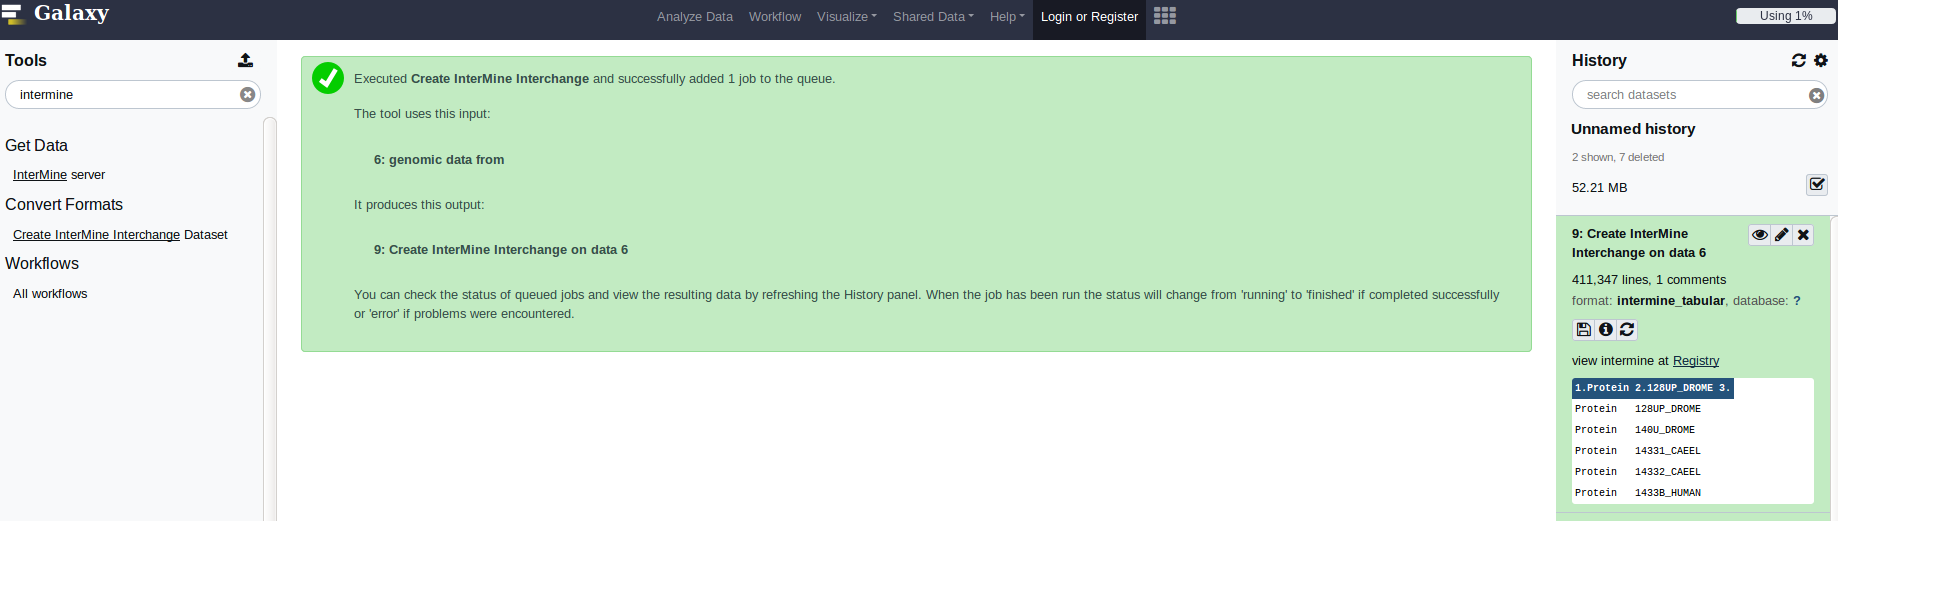 Galaxy
Analyze Data Workflow Visualize Shared Data Help Login or Register
Using 1%
Tools
intermine
Get Data
InterMine server
Convert Formats
Create InterMine Interchange Dataset
Workflows
All workflows
Executed Create InterMine Interchange and successfully added 1 job to the queue.
The tool uses this input:
6: genomic data from
It produces this output:
9: Create InterMine Interchange on data 6
You can check the status of queued jobs and view the resulting data by refreshing the History panel. When the job has been run the status will change from 'running' to 'finished' if completed successfully
or 'error' if problems were encountered.
History
search datasets
Unnamed history
2 shown, 7 deleted
52.21 MB
9: Create InterMine
Interchange on data 6
411,347 lines, 1 comments
format: intermine_tabular, database: ?
view intermine at Registry
1.Protein 2.128UP_DROME 3.
Protein 128UP_DROME
Protein 140U_DROME
Protein 14331_CAEEL
Protein 14332_CAEEL
Protein 1433B_HUMAN